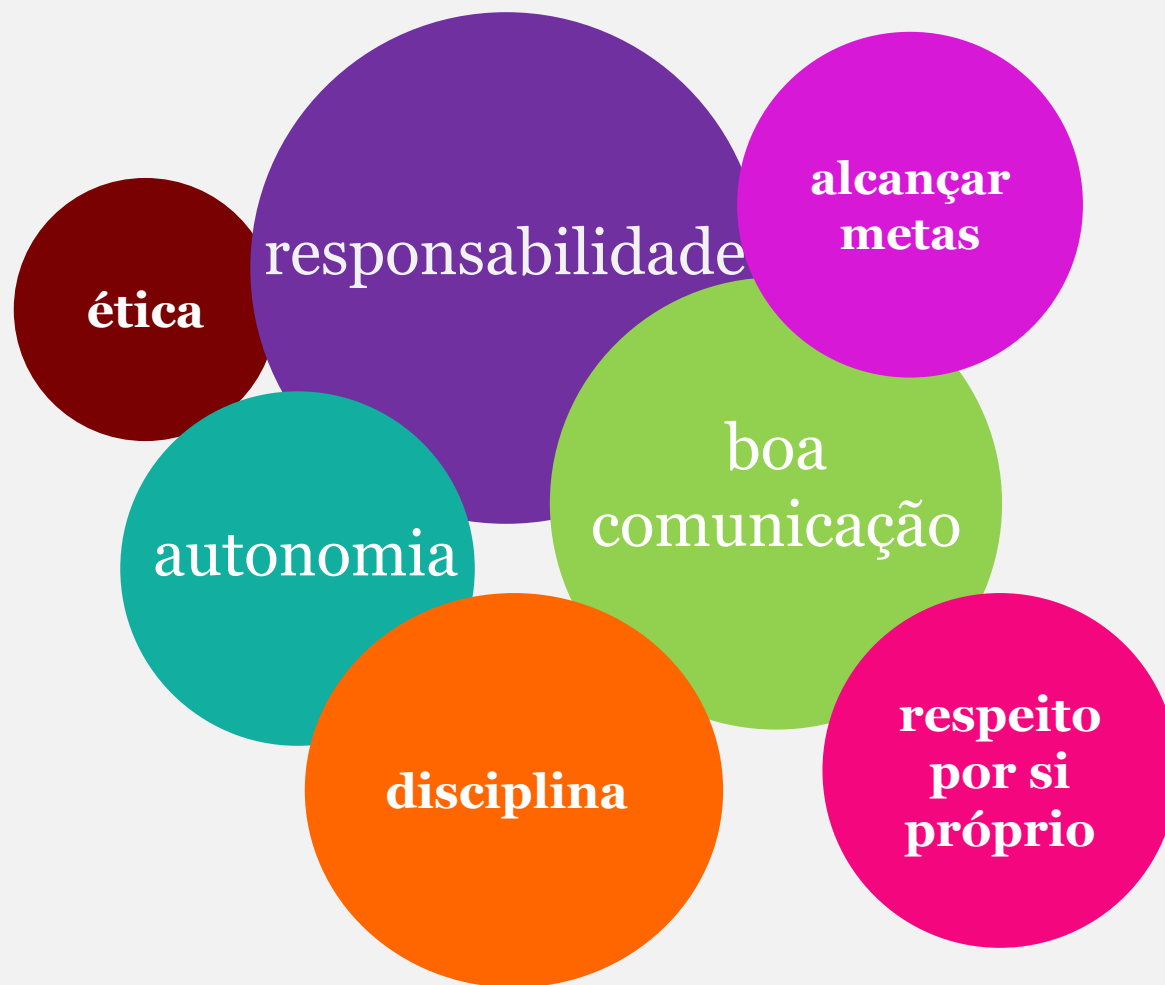 alcançar
metas
responsabilidade
ética
boa
comunicação
autonomia
respeito
por si
próprio
disciplina